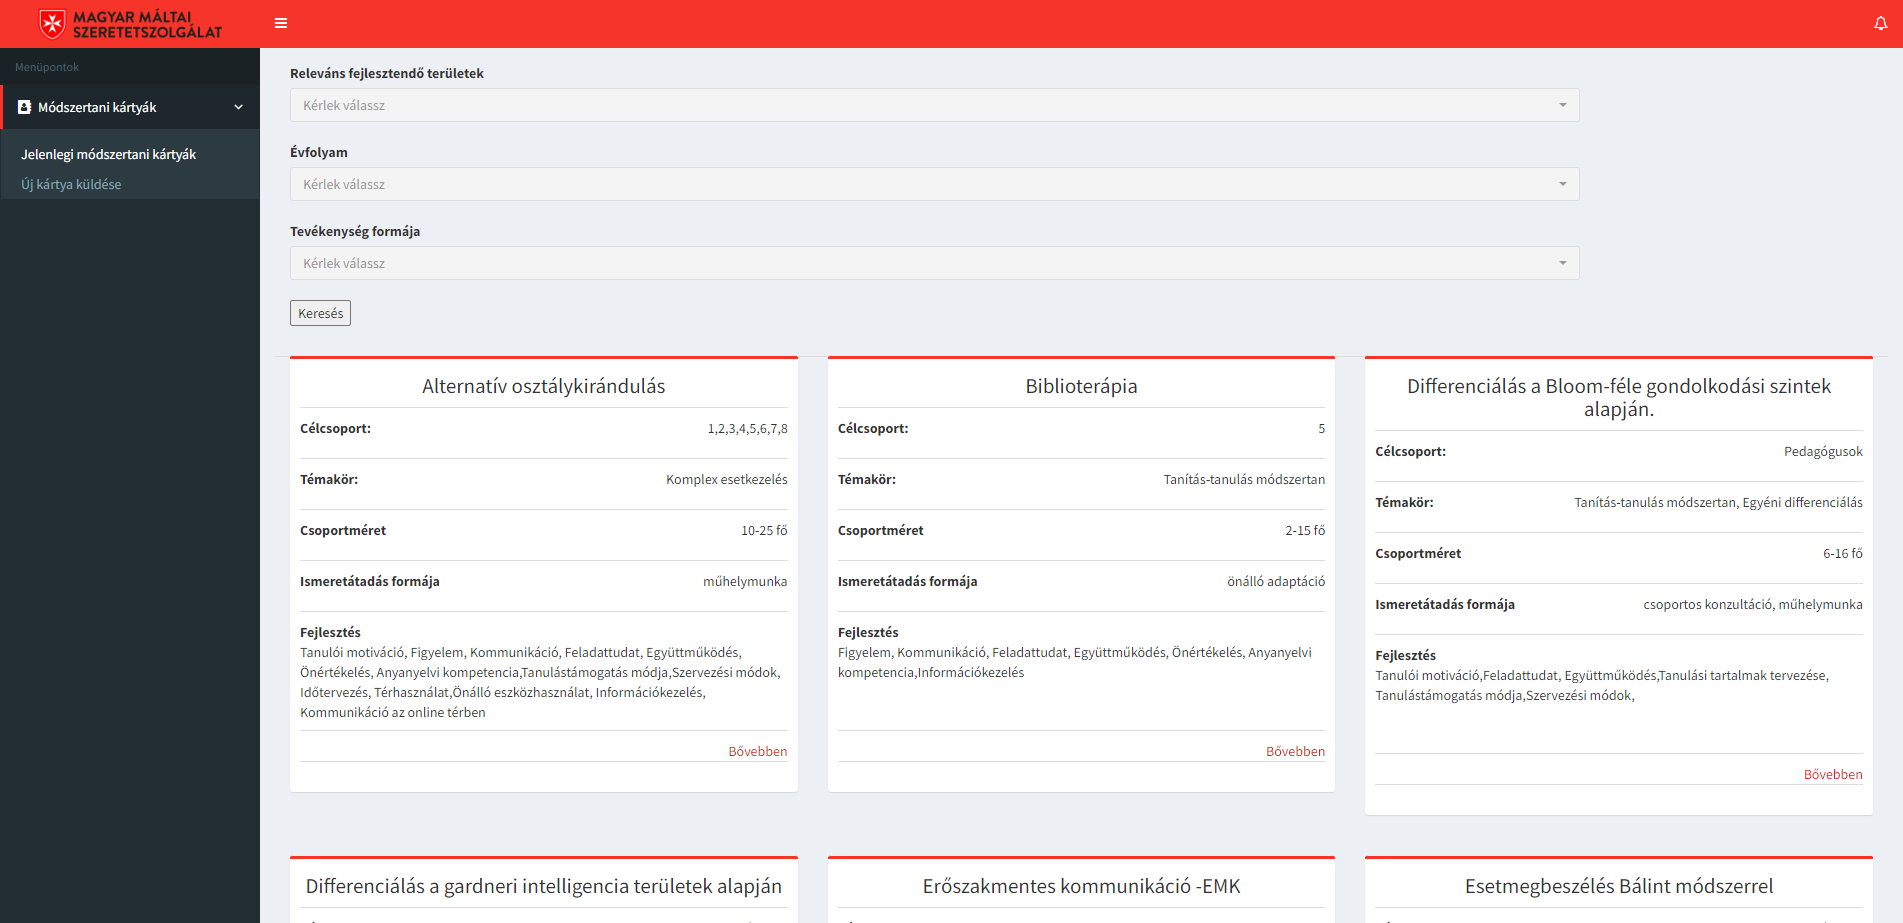 MAGYAR MÁLTAI
SZERETETSZOLGÁLAT
Menüpontok
Módszertani kártyák
Jelenlegi módszertani kártyák
Új kártya küldése
Releváns fejlesztendő területek
Kérlek válassz
Évfolyam
Kérlek válassz
Tevékenység formája
Kérlek válassz
Keresés
Alternatív osztálykirándulás
Célcsoport: 1,2,3,4,5,6,7,8
Témakör: Komplex esetkezelés
Csoportméret 10-25 fő
Ismeretátadás formája műhelymunka
Fejlesztés
Tanulói motiváció, Figyelem, Kommunikáció, Feladattudat, Együttműködés,
Önértékelés, Anyanyelvi kompetencia,Tanulástámogatás módja,Szervezési módok,
Időtervezés, Térhasználat,Önálló eszközhasználat, Információkezelés,
Kommunikáció az online térben
Bővebben
Biblioterápia
Célcsoport: 5
Témakör: Tanítás-tanulás módszertan
Csoportméret 2-15 fő
Ismeretátadás formája önálló adaptáció
Fejlesztés
Figyelem, Kommunikáció, Feladattudat, Együttműködés, Önértékelés, Anyanyelvi
kompetencia,Információkezelés
Bővebben
Differenciálás a Bloom-féle gondolkodási szintek
alapján.
Célcsoport: Pedagógusok
Témakör: Tanítás-tanulás módszertan, Egyéni differenciálás
Csoportméret 6-16 fő
Ismeretátadás formája csoportos konzultáció, műhelymunka
Fejlesztés
Tanulói motiváció,Feladattudat, Együttműködés,Tanulási tartalmak tervezése,
Tanulástámogatás módja,Szervezési módok,
Bővebben
Differenciálás a gardneri intelligencia területek alapján
Erőszakmentes kommunikáció -EMK
Esetmegbeszélés Bálint módszerrel